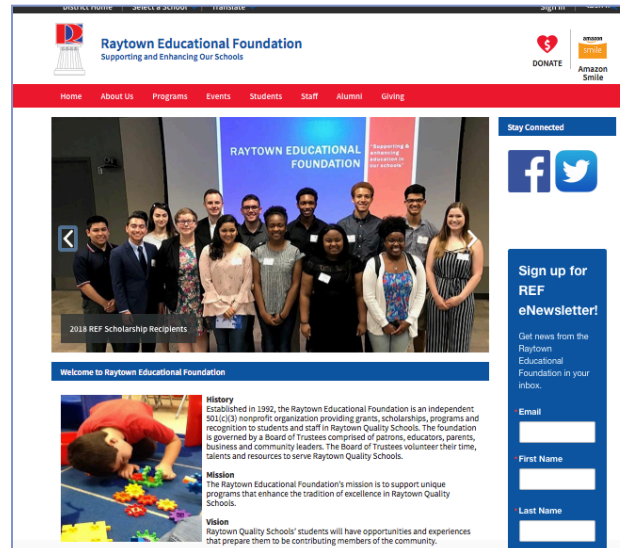 District Home
Select a School
Translate
Sign In
Raytown Educational Foundation
Supporting and Enhancing Our Schools
DONATE
amazon
smile
Amazon
Smile
Home
About Us
Programs
Events
Students
Staff
Alumni
Giving
RAYTOWN EDUCATIONAL
FOUNDATION
"Supporting &
enhancing
education in
our schools"
2018 REF Scholarship Recipients
Stay Connected
Sign up for
REF
eNewsletter!
Get news from the
Raytown
Educational
Foundation in your
inbox.
*Email
*First Name
*Last Name
Welcome to Raytown Educational Foundation
History
Established in 1992, the Raytown Educational Foundation is an independent
501(c)(3) nonprofit organization providing grants, scholarships, programs and
recognition to students and staff in Raytown Quality Schools. The foundation
is governed by a Board of Trustees comprised of patrons, educators, parents,
business and community leaders. The Board of Trustees volunteer their time,
talents and resources to serve Raytown Quality Schools.
Mission
The Raytown Educational Foundation's mission is to support unique
programs that enhance the tradition of excellence in Raytown Quality
Schools.
Vision
Raytown Quality Schools' students will have opportunities and experiences
that prepare them to be contributing members of the community.